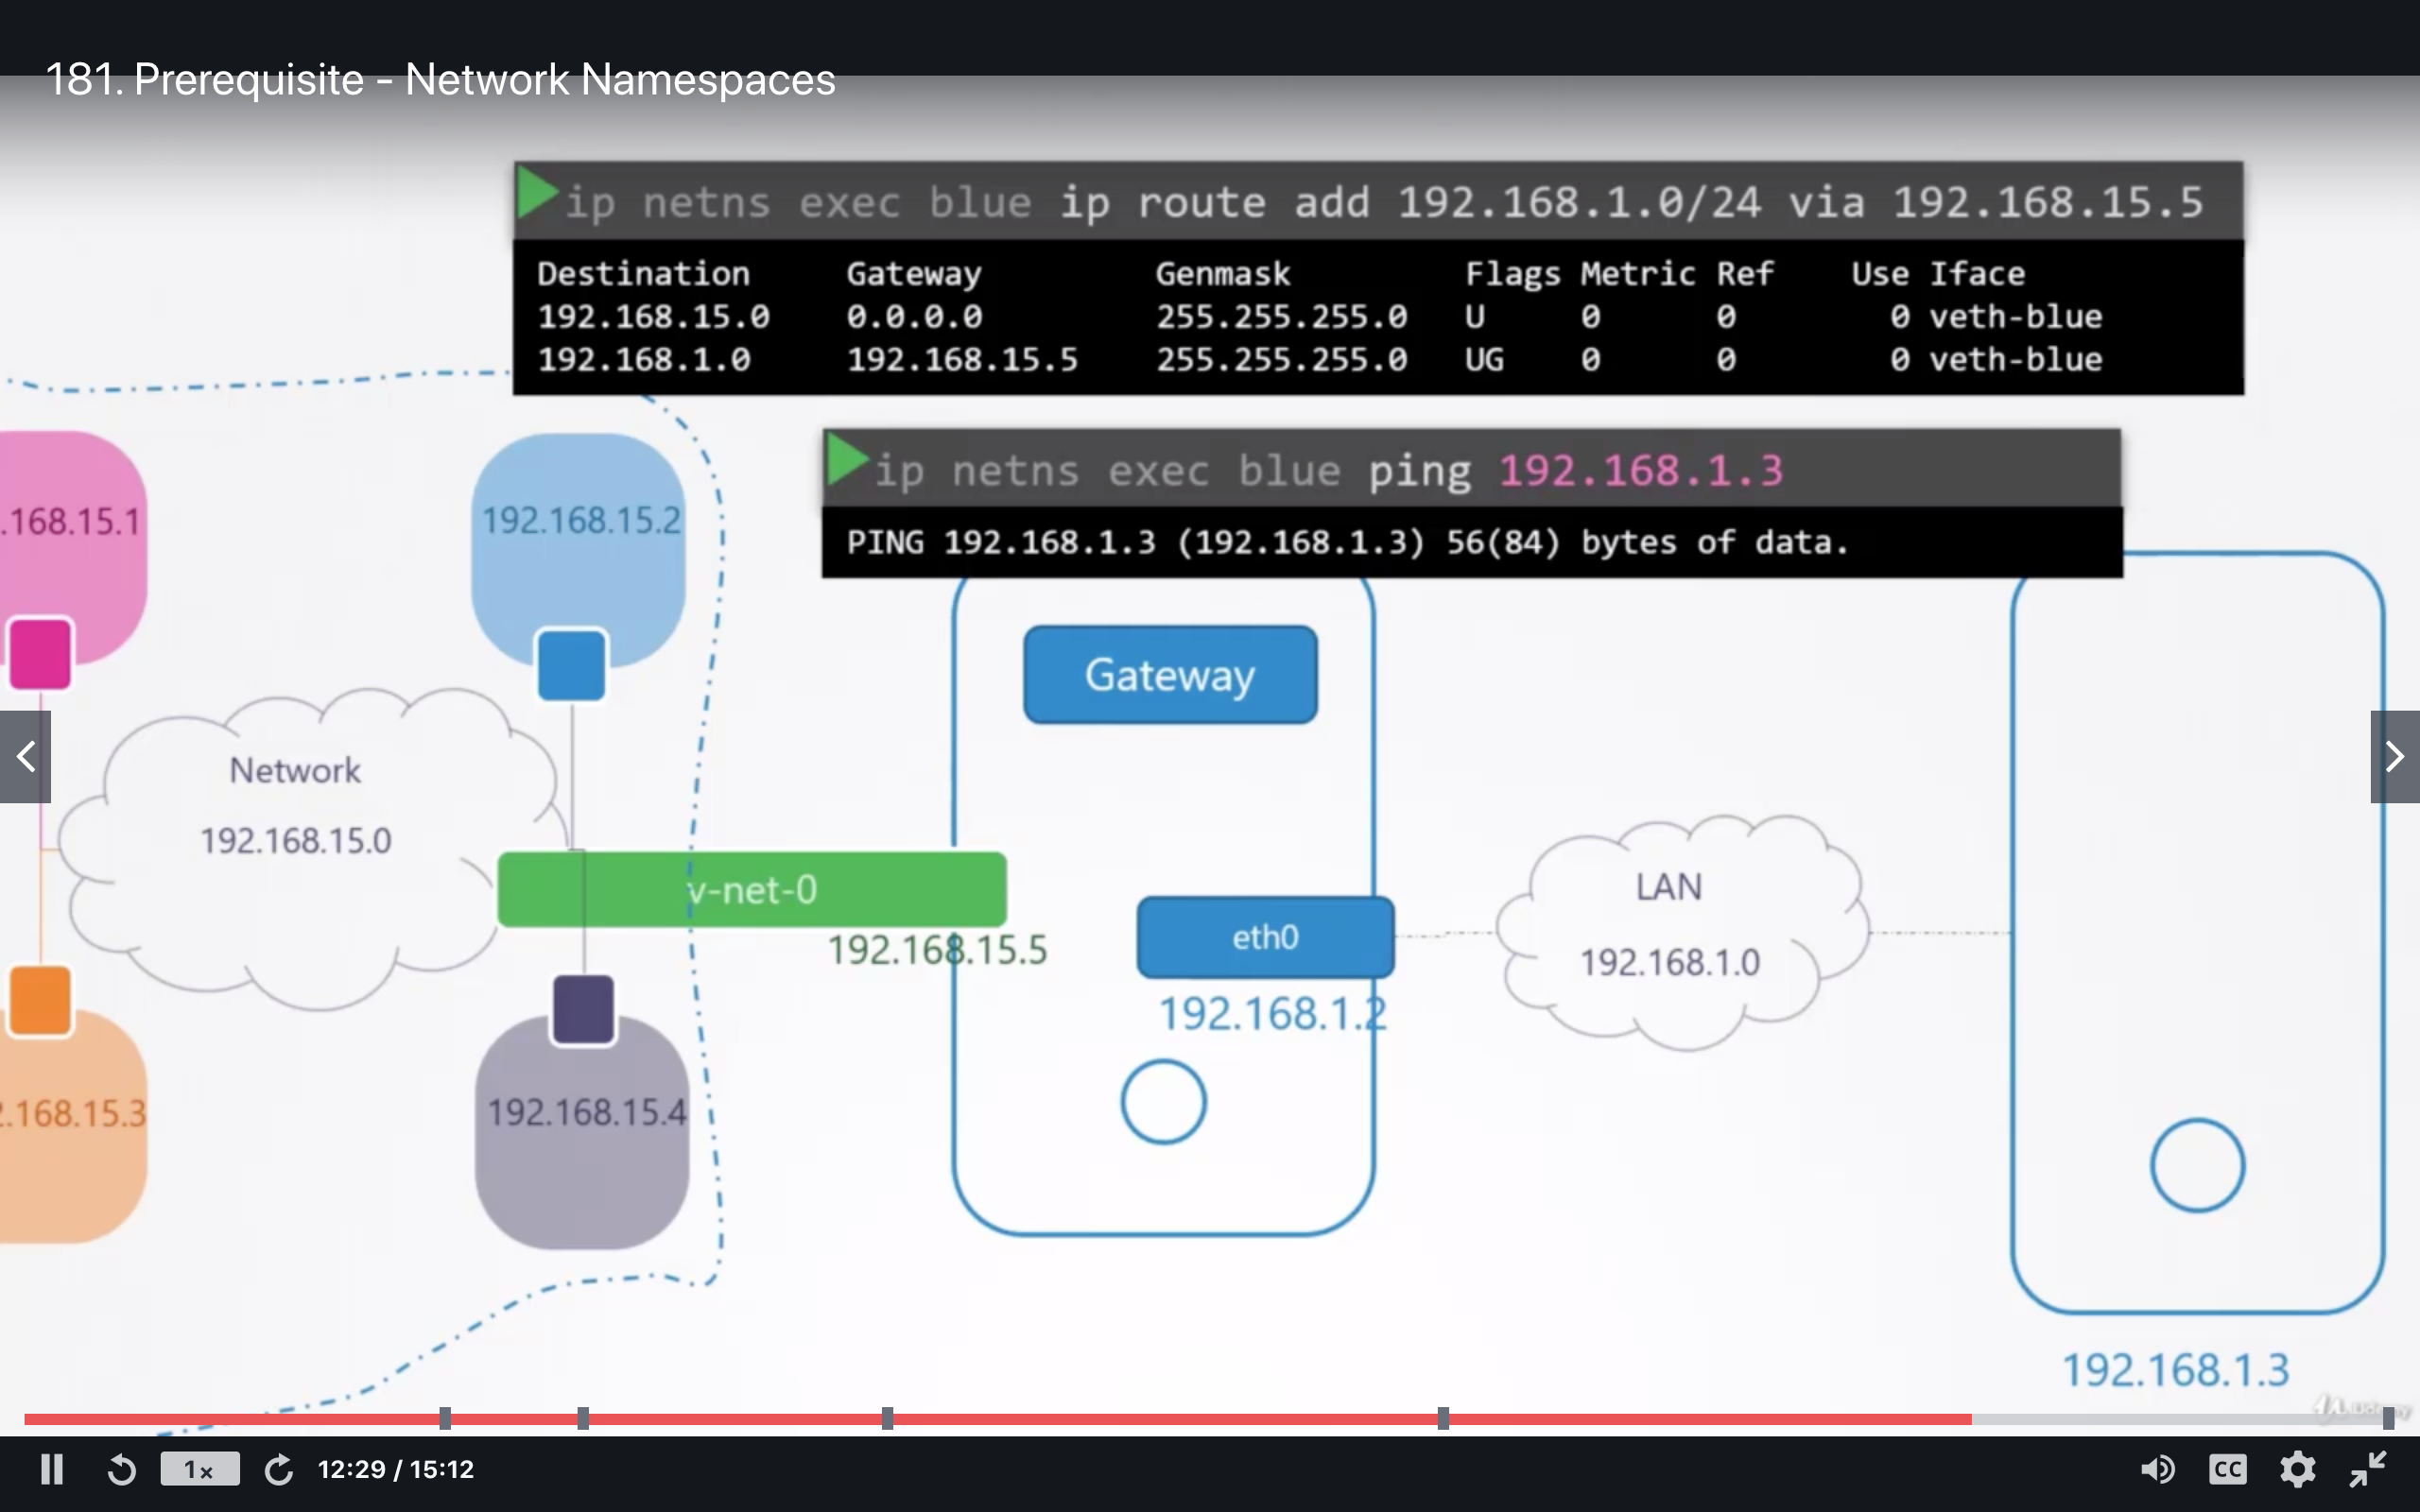 181. Prerequisite - Network Namespaces
ip netns exec blue ip route add 192.168.1.0/24 via 192.168.15.5
Destination Gateway Genmask Flags Metric Ref Use Iface
192.168.15.0 0.0.0.0 255.255.255.0 U 0 0 0 veth-blue
192.168.1.0 192.168.15.5 255.255.255.0 UG 0 0 0 veth-blue
ip netns exec blue ping 192.168.1.3
PING 192.168.1.3 (192.168.1.3) 56(84) bytes of data.
.168.15.1
192.168.15.2
Gateway
Network
192.168.15.0
v-net-0
192.168.15.5
eth0
192.168.1.2
LAN
192.168.1.0
.168.15.3
192.168.15.4
192.168.1.3
Udemy
1x
12:29 / 15:12
CC